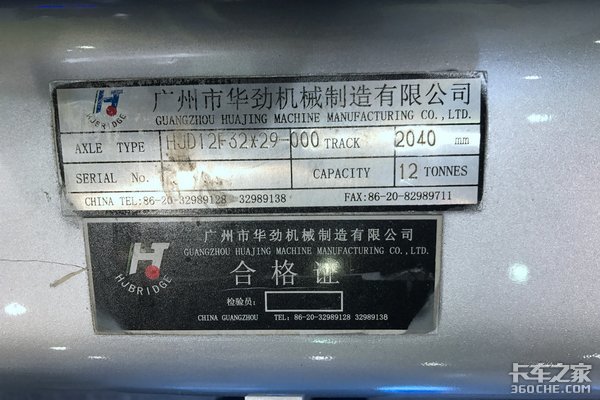 广州市华劲机械制造有限公司
GUANGZHOU HUAJING MACHINE MANUFACTURING CO.,LTD.
HJBRIDGE
AXLE TYPE HJD12F32*29-000 TRACK 2040 mm
SERIAL No. CAPACITY 12 TONNES
CHINA TEL:86-20-32989128 32989138 FAX:86-20-82989711
广州市华劲机械制造有限公司
GUANGZHOU HUAJING MACHINE MANUFACTURING CO., LTD.
HJBRIDGE
合格证
检验员:
CHINA GUANGZHOU TEL: 86-20-32989128 32989138
卡车之家
360che.com